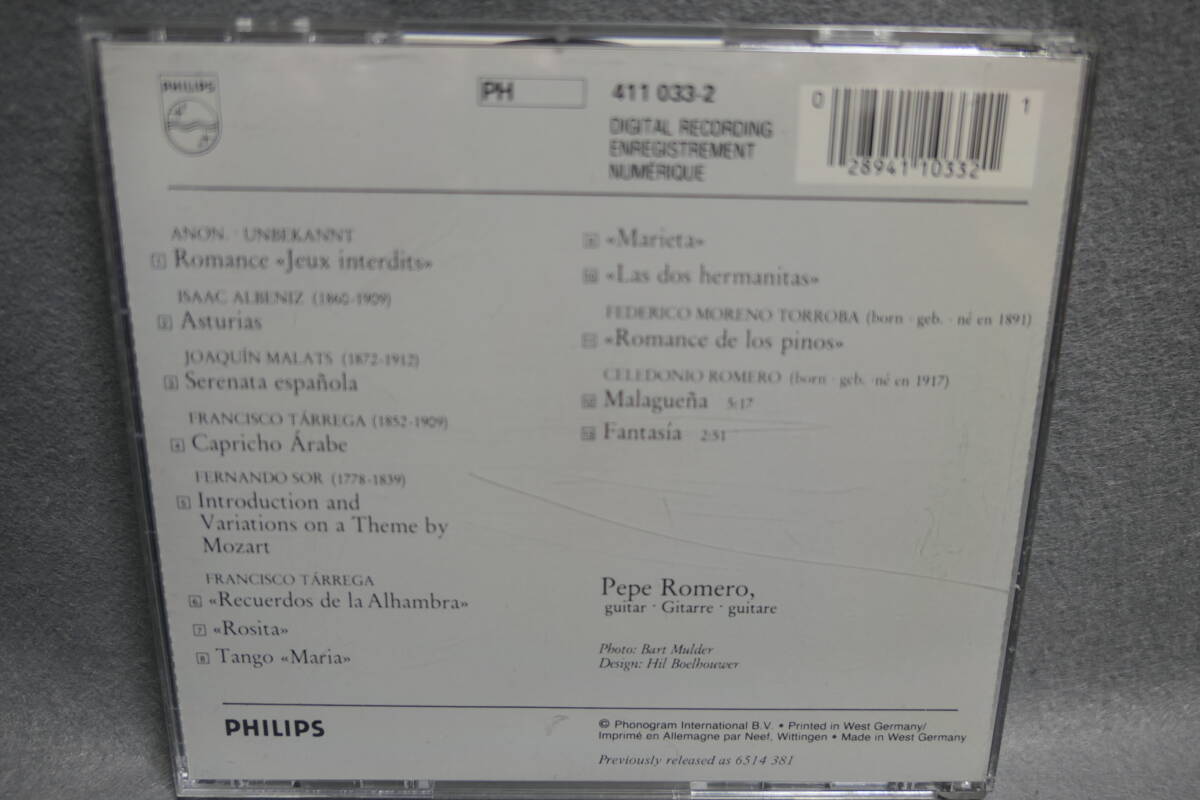 PHILIPS
PH
411 033-2
DIGITAL RECORDING
ENREGISTREMENT
NUMÉRIQUE
0 28941 10332 1
ANON. · UNBEKANNT
1 Romance «Jeux interdits»
ISAAC ALBENIZ (1860-1909)
2 Asturias
JOAQUÍN MALATS (1872-1912)
3 Serenata española
FRANCISCO TÁRREGA (1852-1909)
4 Capricho Árabe
FERNANDO SOR (1778-1839)
5 Introduction and
Variations on a Theme by
Mozart
FRANCISCO TÁRREGA
6 «Recuerdos de la Alhambra»
7 «Rosita»
8 Tango «Maria»
9 «Marieta»
10 «Las dos hermanitas»
FEDERICO MORENO TORROBA (born · geb. · né en 1891)
11 «Romance de los pinos»
CELEDONIO ROMERO (born · geb. · né en 1917)
12 Malagueña 5:17
13 Fantasía 2:51
Pepe Romero,
guitar · Gitarre · guitare
Photo: Bart Mulder
Design: Hil Boelhouwer
PHILIPS
© Phonogram International B.V. • Printed in West Germany/
Imprimé en Allemagne par Neef, Wittingen • Made in West Germany
Previously released as 6514 381